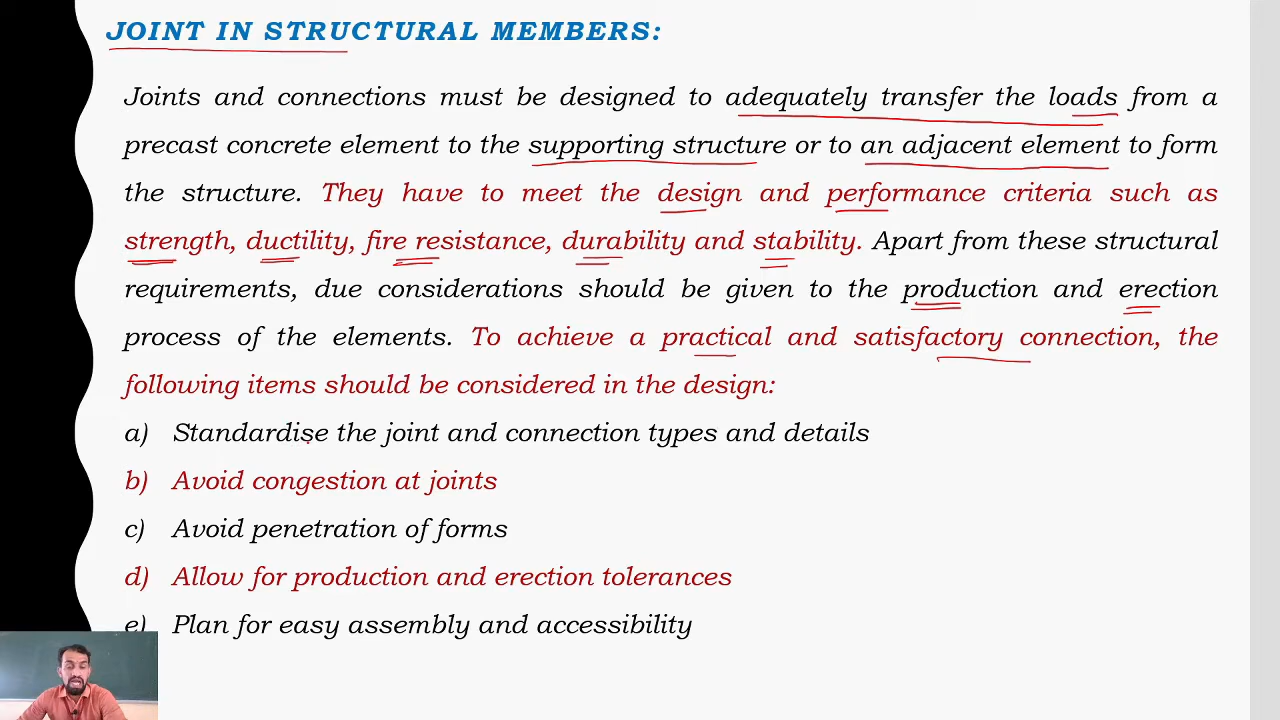 JOINT IN STRUCTURAL MEMBERS:
Joints and connections must be designed to adequately transfer the loads from a
precast concrete element to the supporting structure or to an adjacent element to form
the structure. They have to meet the design and performance criteria such as
strength, ductility, fire resistance, durability and stability. Apart from these structural
requirements, due considerations should be given to the production and erection
process of the elements. To achieve a practical and satisfactory connection, the
following items should be considered in the design:
a) Standardise the joint and connection types and details
b) Avoid congestion at joints
c) Avoid penetration of forms
d) Allow for production and erection tolerances
e) Plan for easy assembly and accessibility